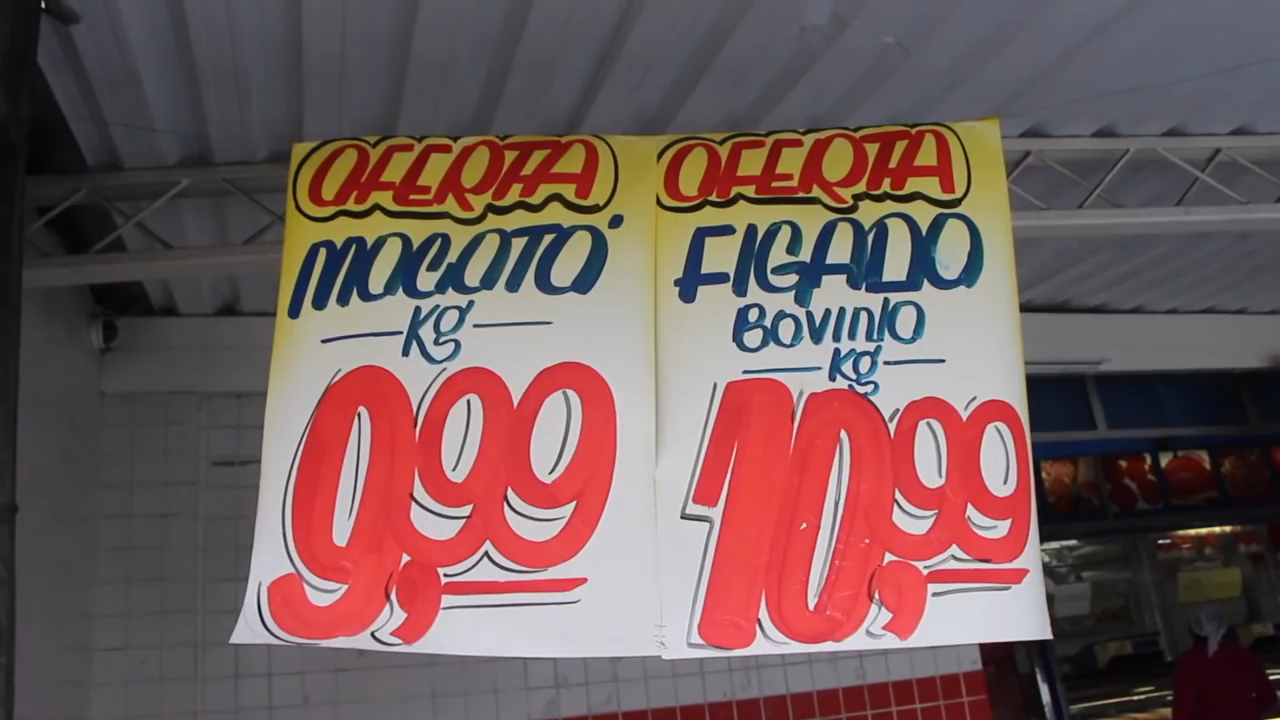 OFERTA
MOCOTÓ
Kg
9,99
OFERTA
FIGADO
BOVINO
Kg
10,99